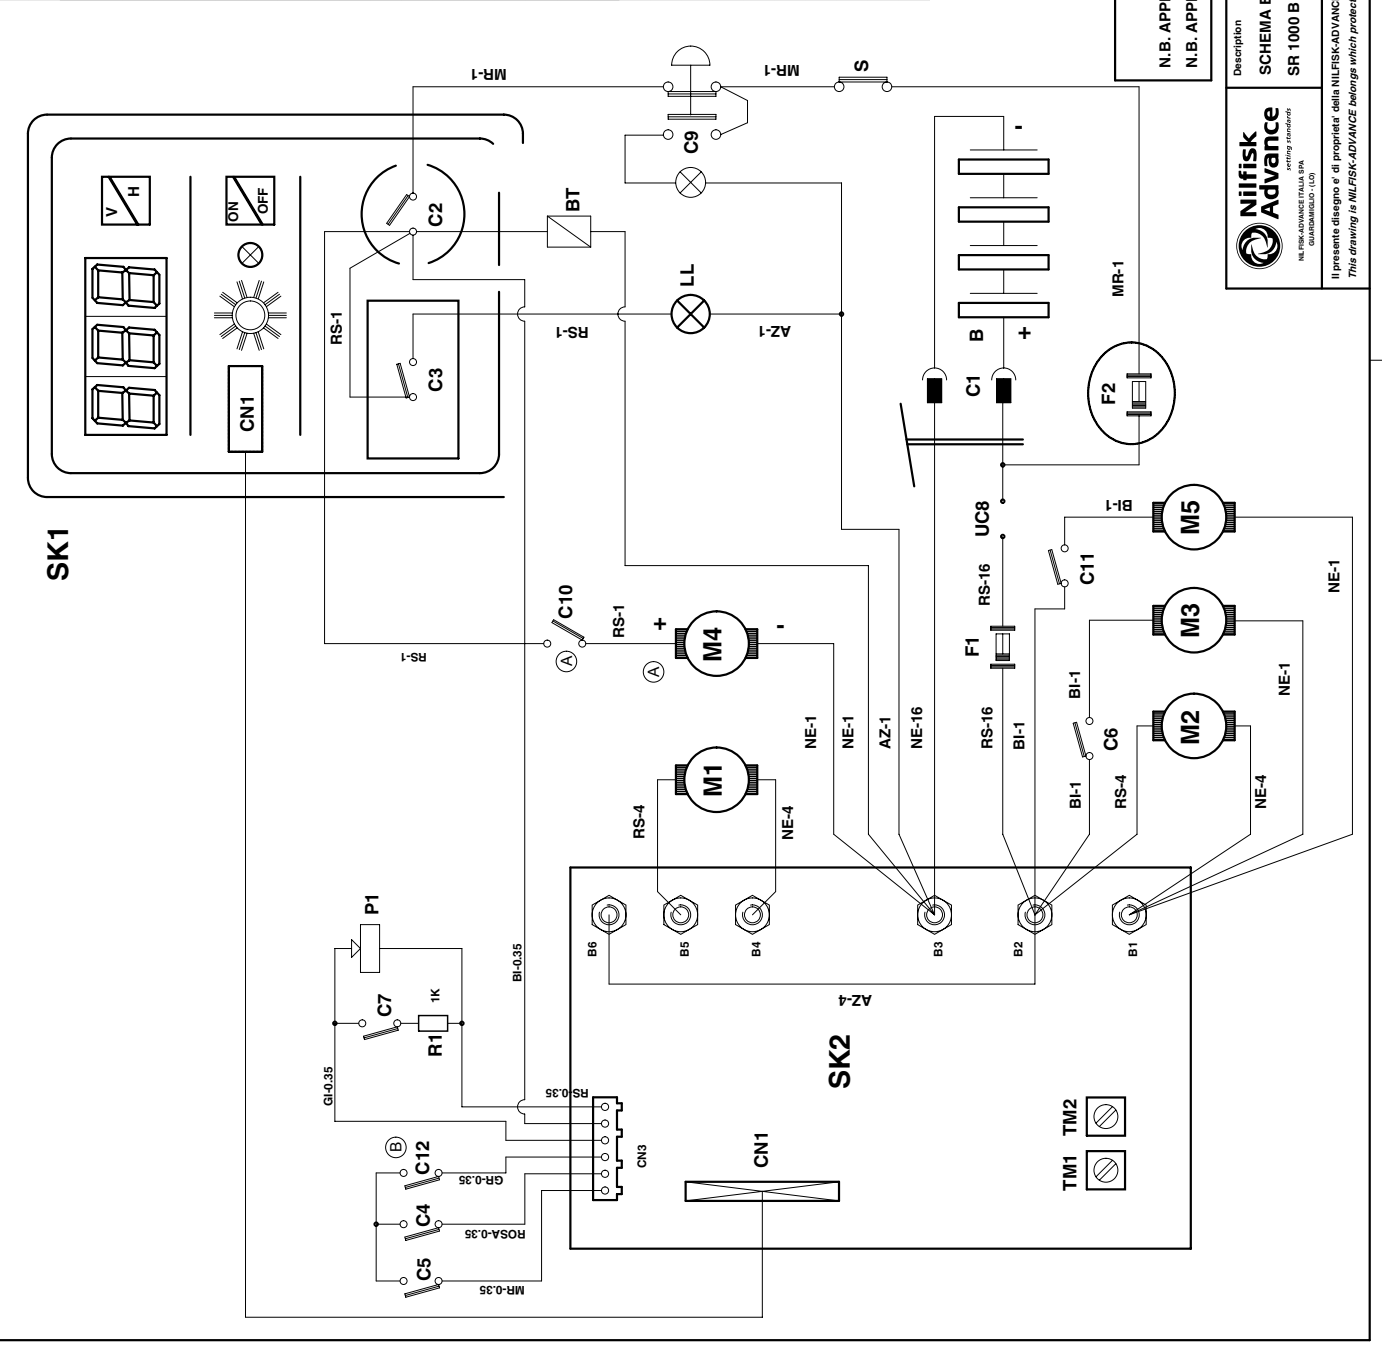 MR-1
MR-1
S
C9
V
H
ON
OFF
C2
BT
RS-1
LL
RS-1
AZ-1
C3
CN1
SK1
-
B
+
C1
MR-1
F2
N.B. APP
N.B. APP
Description
SCHEMA
SR 1000 B
Nilfisk
Advance
setting standards
NILFISK-ADVANCE ITALIA SPA
GUARDAMIGLIO - (LO)
Il presente disegno e' di proprieta' della NILFISK-ADVANC
This drawing is NILFISK-ADVANCE belongs which protect
UC8
BI-1
M5
C11
RS-16
NE-1
C10
A
RS-1
RS-1
A
+
M4
-
F1
M3
BI-1
NE-1
M1
RS-4
NE-4
NE-1
NE-1
AZ-1
NE-16
RS-16
BI-1
C6
M2
BI-1
RS-4
NE-4
P1
BI-0.35
C7
1K
R1
GI-0.35
RS-0.35
B6
B5
B4
B3
B2
B1
AZ-4
SK2
B
C12
GR-0.35
C4
ROSA-0.35
C5
MR-0.35
CN3
CN1
TM2
TM1